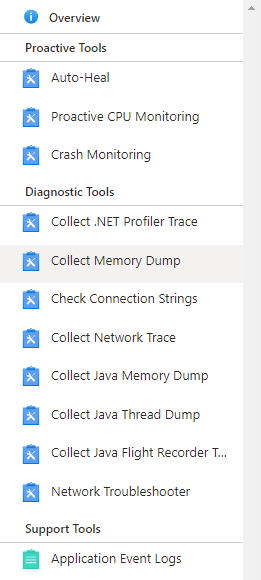 Overview
Proactive Tools
Auto-Heal
Proactive CPU Monitoring
Crash Monitoring
Diagnostic Tools
Collect .NET Profiler Trace
Collect Memory Dump
Check Connection Strings
Collect Network Trace
Collect Java Memory Dump
Collect Java Thread Dump
Collect Java Flight Recorder T...
Network Troubleshooter
Support Tools
Application Event Logs